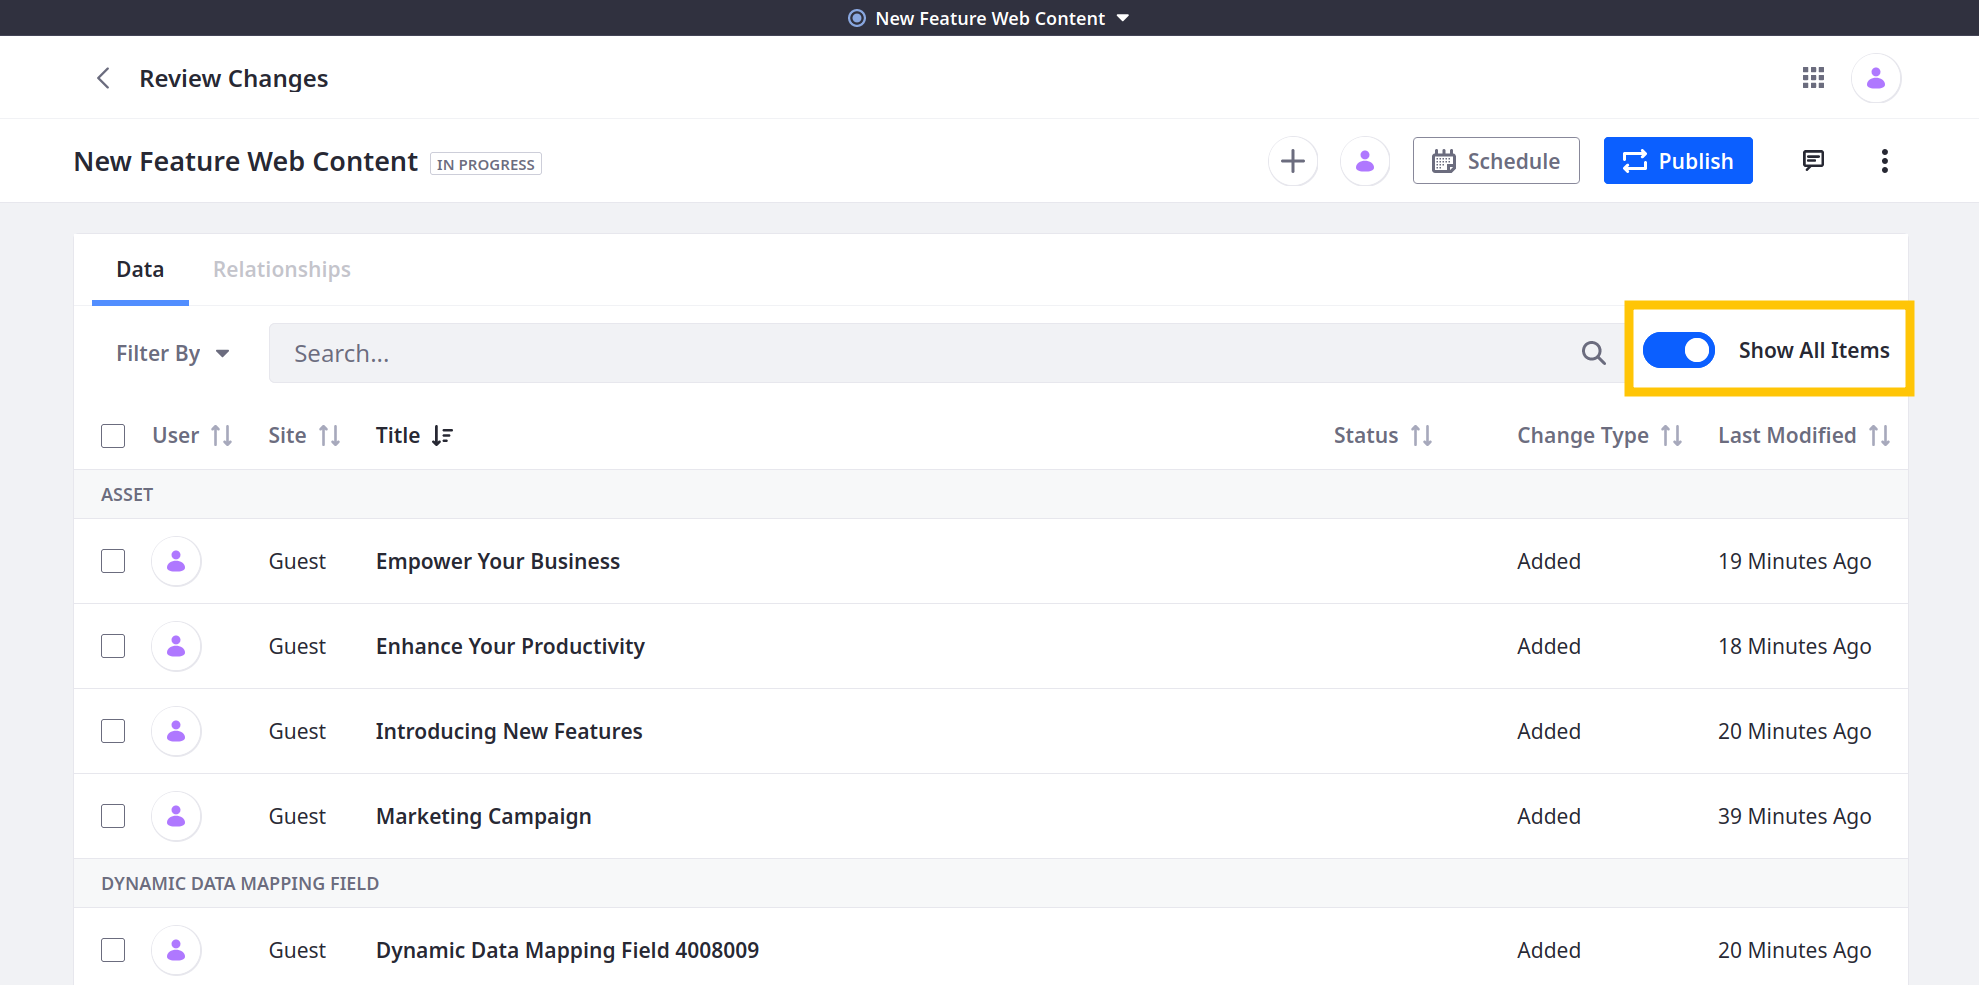 New Feature Web Content
Review Changes
New Feature Web Content IN PROGRESS Schedule Publish
Data Relationships
Filter By Search... Show All Items
User Site Title Status Change Type Last Modified
ASSET
Guest Empower Your Business Added 19 Minutes Ago
Guest Enhance Your Productivity Added 18 Minutes Ago
Guest Introducing New Features Added 20 Minutes Ago
Guest Marketing Campaign Added 39 Minutes Ago
DYNAMIC DATA MAPPING FIELD
Guest Dynamic Data Mapping Field 4008009 Added 20 Minutes Ago